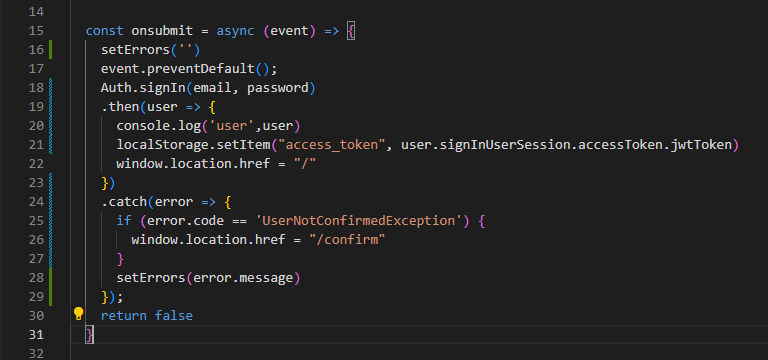 14
15 const onsubmit = async (event) => {
16 setErrors('')
17 event.preventDefault();
18 Auth.signIn(email, password)
19 .then(user => {
20 console.log('user',user)
21 localStorage.setItem("access_token", user.signInUserSession.accessToken.jwtToken)
22 window.location.href = "/"
23 })
24 .catch(error => {
25 if (error.code == 'UserNotConfirmedException') {
26 window.location.href = "/confirm"
27 }
28 setErrors(error.message)
29 });
30 return false
31 }
32